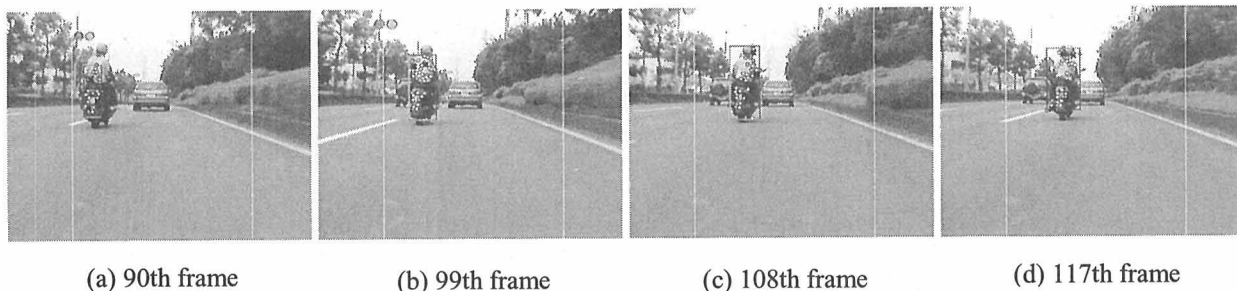 (a) 90th frame
(b) 99th frame
(c) 108th frame
(d) 117th frame